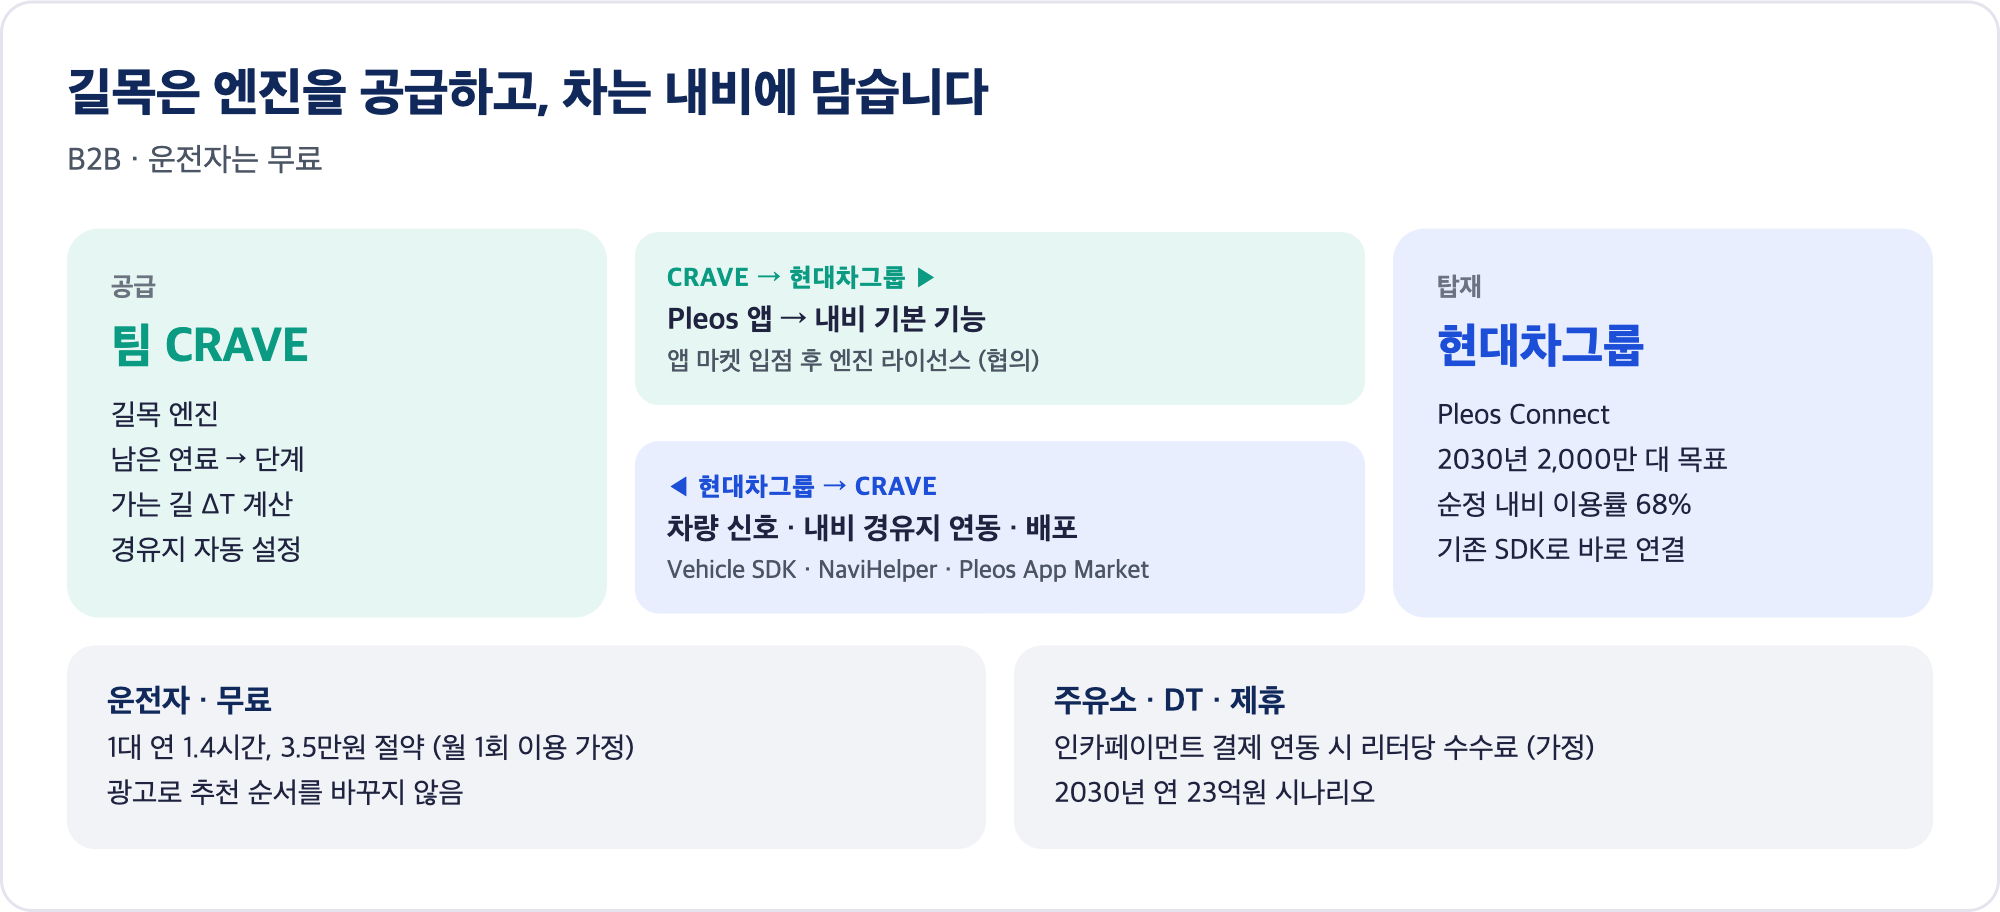 길목은 엔진을 공급하고, 차는 내비에 담습니다
B2B · 운전자는 무료
공급
팀 CRAVE
길목 엔진
남은 연료 → 단계
가는 길 ΔT 계산
경유지 자동 설정
CRAVE → 현대차그룹 ▶
Pleos 앱 → 내비 기본 기능
앱 마켓 입점 후 엔진 라이선스 (협의)
◀ 현대차그룹 → CRAVE
차량 신호 · 내비 경유지 연동 · 배포
Vehicle SDK · NaviHelper · Pleos App Market
탑재
현대차그룹
Pleos Connect
2030년 2,000만 대 목표
순정 내비 이용률 68%
기존 SDK로 바로 연결
운전자 · 무료
1대 연 1.4시간, 3.5만원 절약 (월 1회 이용 가정)
광고로 추천 순서를 바꾸지 않음
주유소 · DT · 제휴
인카페이먼트 결제 연동 시 리터당 수수료 (가정)
2030년 연 23억원 시나리오